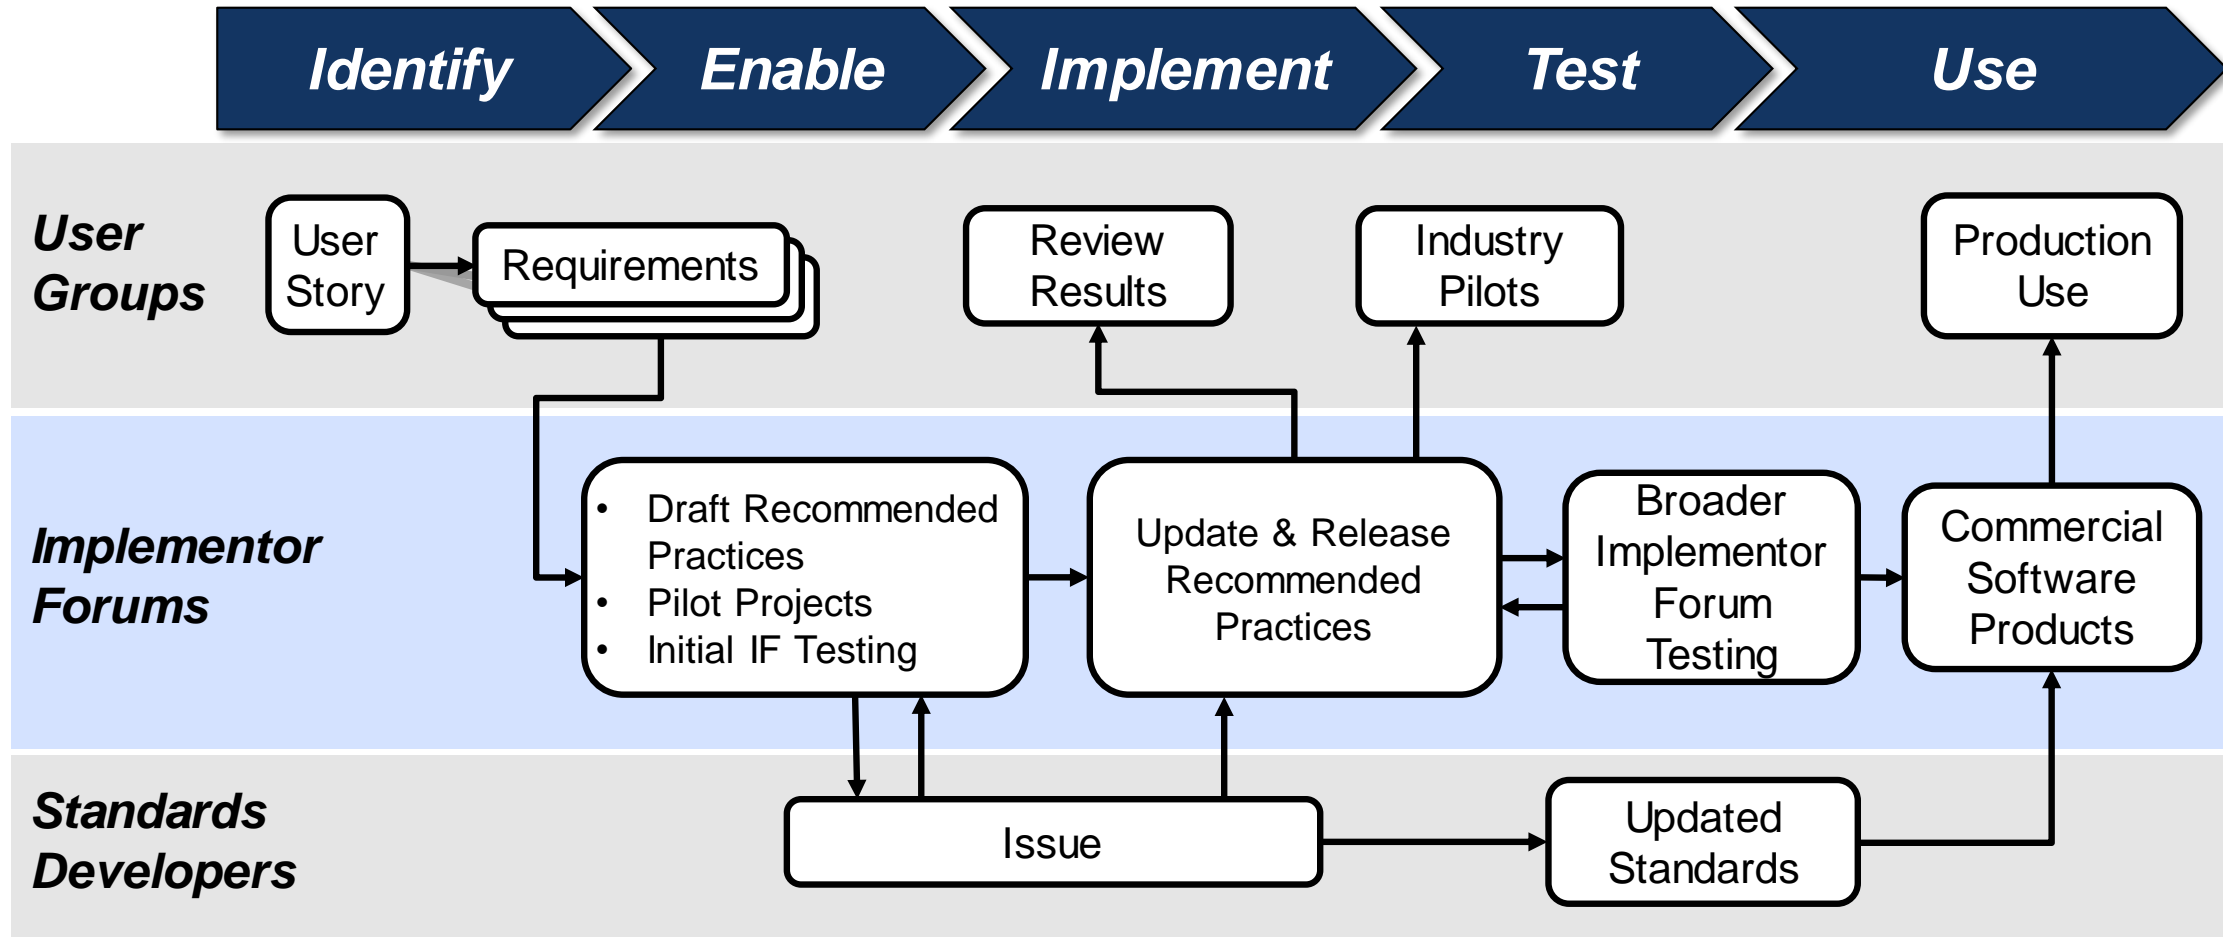 Identify
Enable
Implement
Test
Use
User
Groups
User
Story
Requirements
Review
Results
Industry
Pilots
Production
Use
Implementor
Forums
• Draft Recommended
Practices
• Pilot Projects
• Initial IF Testing
Update & Release
Recommended
Practices
Broader
Implementor
Forum
Testing
Commercial
Software
Products
Standards
Developers
Issue
Updated
Standards